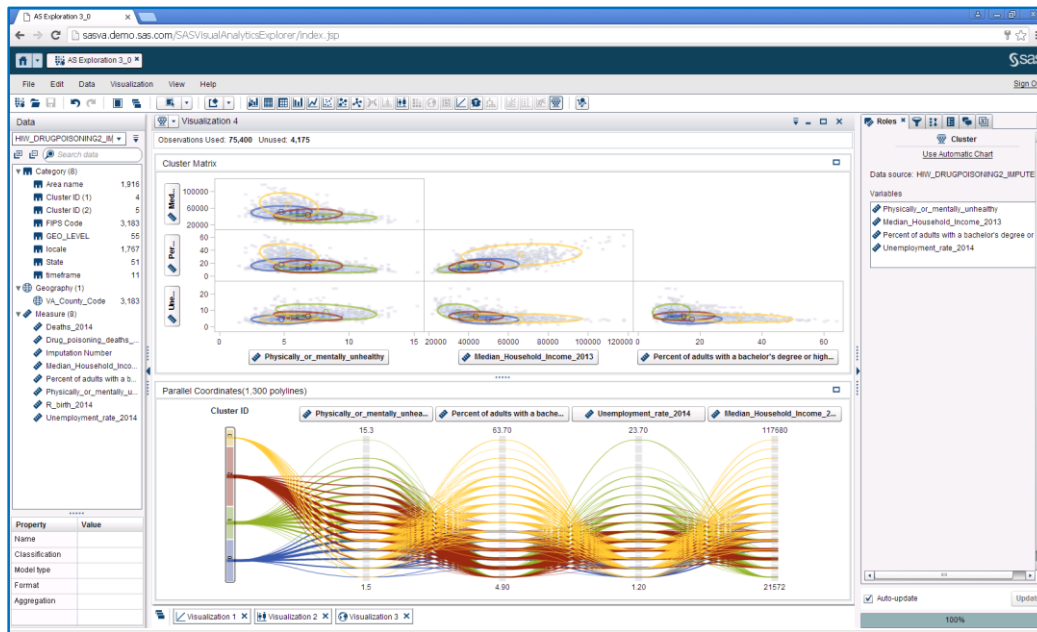 AS Exploration 3_0
sasva.demo.sas.com/SASVisualAnalyticsExplorer/index.jsp
AS Exploration 3_0
sas
File Edit Data Visualization View Help
Sign O
Data
HIW_DRUGPOISONING2_IM
Search data
Category (8)
Area name 1,916
Cluster ID (1) 4
Cluster ID (2) 5
FIPS Code 3,183
GEO_LEVEL 55
locale 1,767
State 51
timeframe 11
Geography (1)
VA_County_Code 3,183
Measure (8)
Deaths_2014
Drug_poisoning_deaths_...
Imputation Number
Median_Household_Inco...
Percent of adults with a b...
Physically_or_mentally_u...
R_birth_2014
Unemployment_rate_2014
Property Value
Name
Classification
Model type
Format
Aggregation
Visualization 4
Observations Used: 75,400 Unused: 4,175
Cluster Matrix
Med...
100000
60000
20000
Per...
60
40
20
0
Une...
20
10
0
0 5 10 15 20000 40000 60000 80000 100000 120000 0 20 40 60
Physically_or_mentally_unhealthy
Median_Household_Income_2013
Percent of adults with a bachelor's degree or high...
Parallel Coordinates(1,300 polylines)
Cluster ID
Physically_or_mentally_unhea...
Percent of adults with a bache...
Unemployment_rate_2014
Median_Household_Income_2...
15.3 63.70 23.70 117680
1.5 4.90 1.20 21572
Visualization 1
Visualization 2
Visualization 3
Roles
Cluster
Use Automatic Chart
Data source: HIW_DRUGPOISONING2_IMPUTE
Variables
Physically_or_mentally_unhealthy
Median_Household_Income_2013
Percent of adults with a bachelor's degree or
Unemployment_rate_2014
Auto-update
Updat
100%